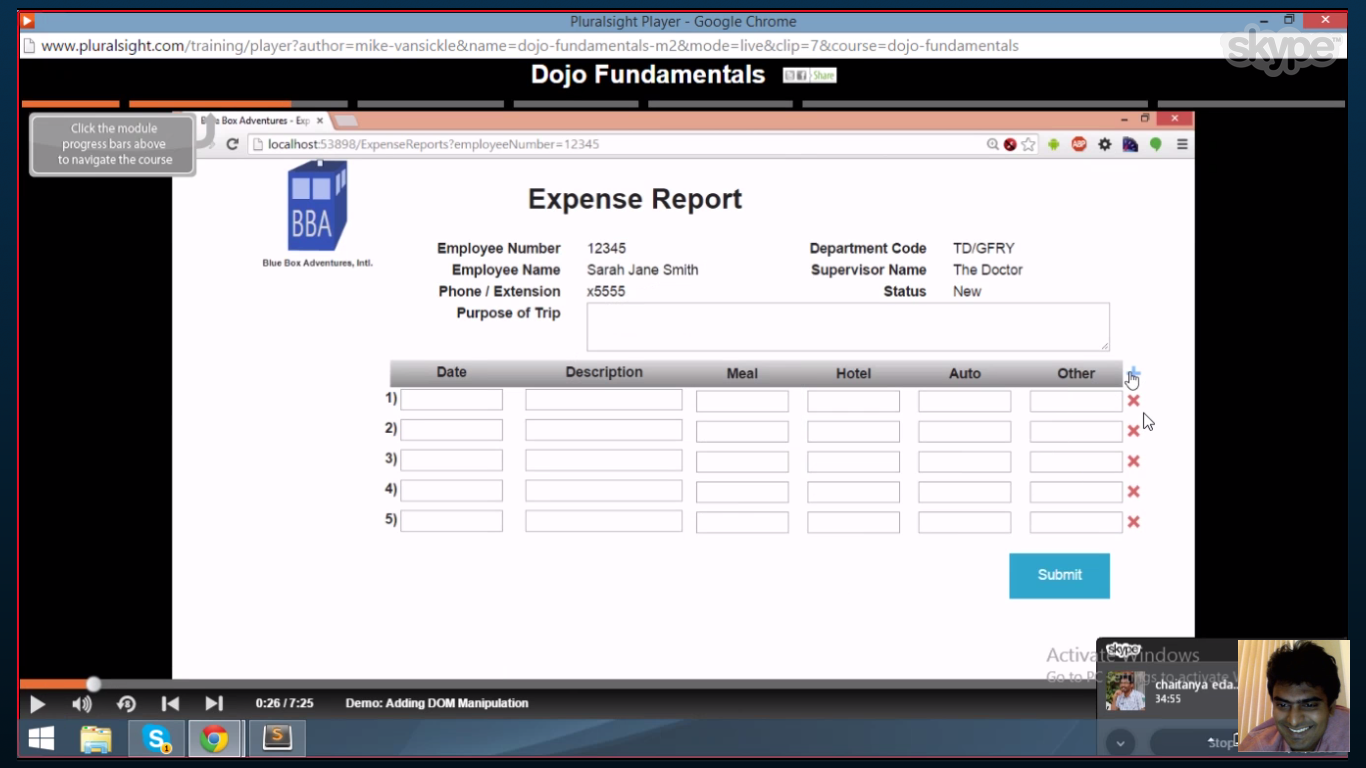 Pluralsight Player - Google Chrome
www.pluralsight.com/training/player?author=mike-vansickle&name=dojo-fundamentals-m2&mode=live&clip=7&course=dojo-fundamentals
skype™
Dojo Fundamentals
Share
Click the module
progress bars above
to navigate the course
Box Adventures - Exp
localhost:53898/ExpenseReports?employeeNumber=12345
ABP
BBA
Blue Box Adventures, Intl.
Expense Report
Employee Number 12345 Department Code TD/GFRY
Employee Name Sarah Jane Smith Supervisor Name The Doctor
Phone / Extension x5555 Status New
Purpose of Trip
Date Description Meal Hotel Auto Other
1)
2)
3)
4)
5)
Submit
Activate Windows
Go to PC settings to activate
skype
chaitanya eda...
34:55
Stop
0:26 / 7:25 Demo: Adding DOM Manipulation
S 1
S